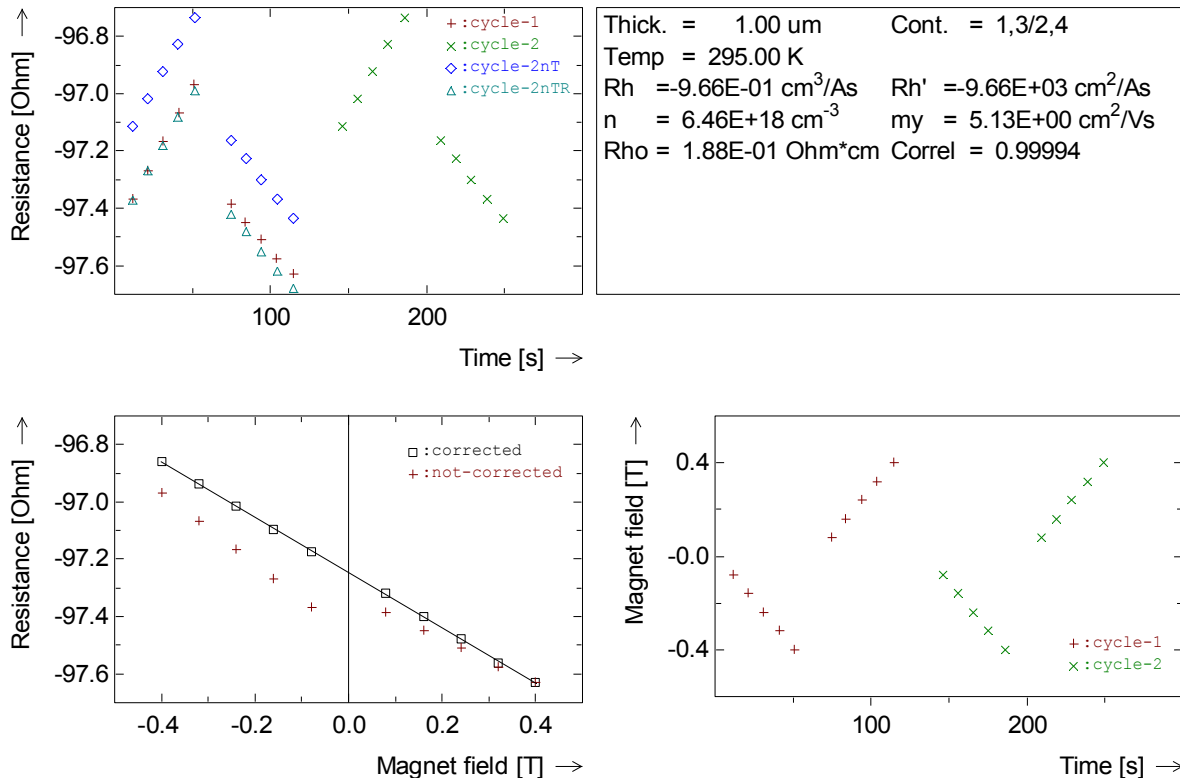 Resistance [Ohm]
-96.8
-97.0
-97.2
-97.4
-97.6
+:cycle-1
×:cycle-2
◇:cycle-2nT
△:cycle-2nTR
100
200
Time [s]
Thick. = 1.00 um Cont. = 1,3/2,4
Temp = 295.00 K
Rh =-9.66E-01 cm³/As Rh' =-9.66E+03 cm²/As
n = 6.46E+18 cm⁻³ my = 5.13E+00 cm²/Vs
Rho = 1.88E-01 Ohm*cm Correl = 0.99994
Resistance [Ohm]
-96.8
-97.0
-97.2
-97.4
-97.6
□:corrected
+:not-corrected
-0.4 -0.2 0.0 0.2 0.4
Magnet field [T]
Magnet field [T]
0.4
-0.0
-0.4
+:cycle-1
×:cycle-2
100
200
Time [s]